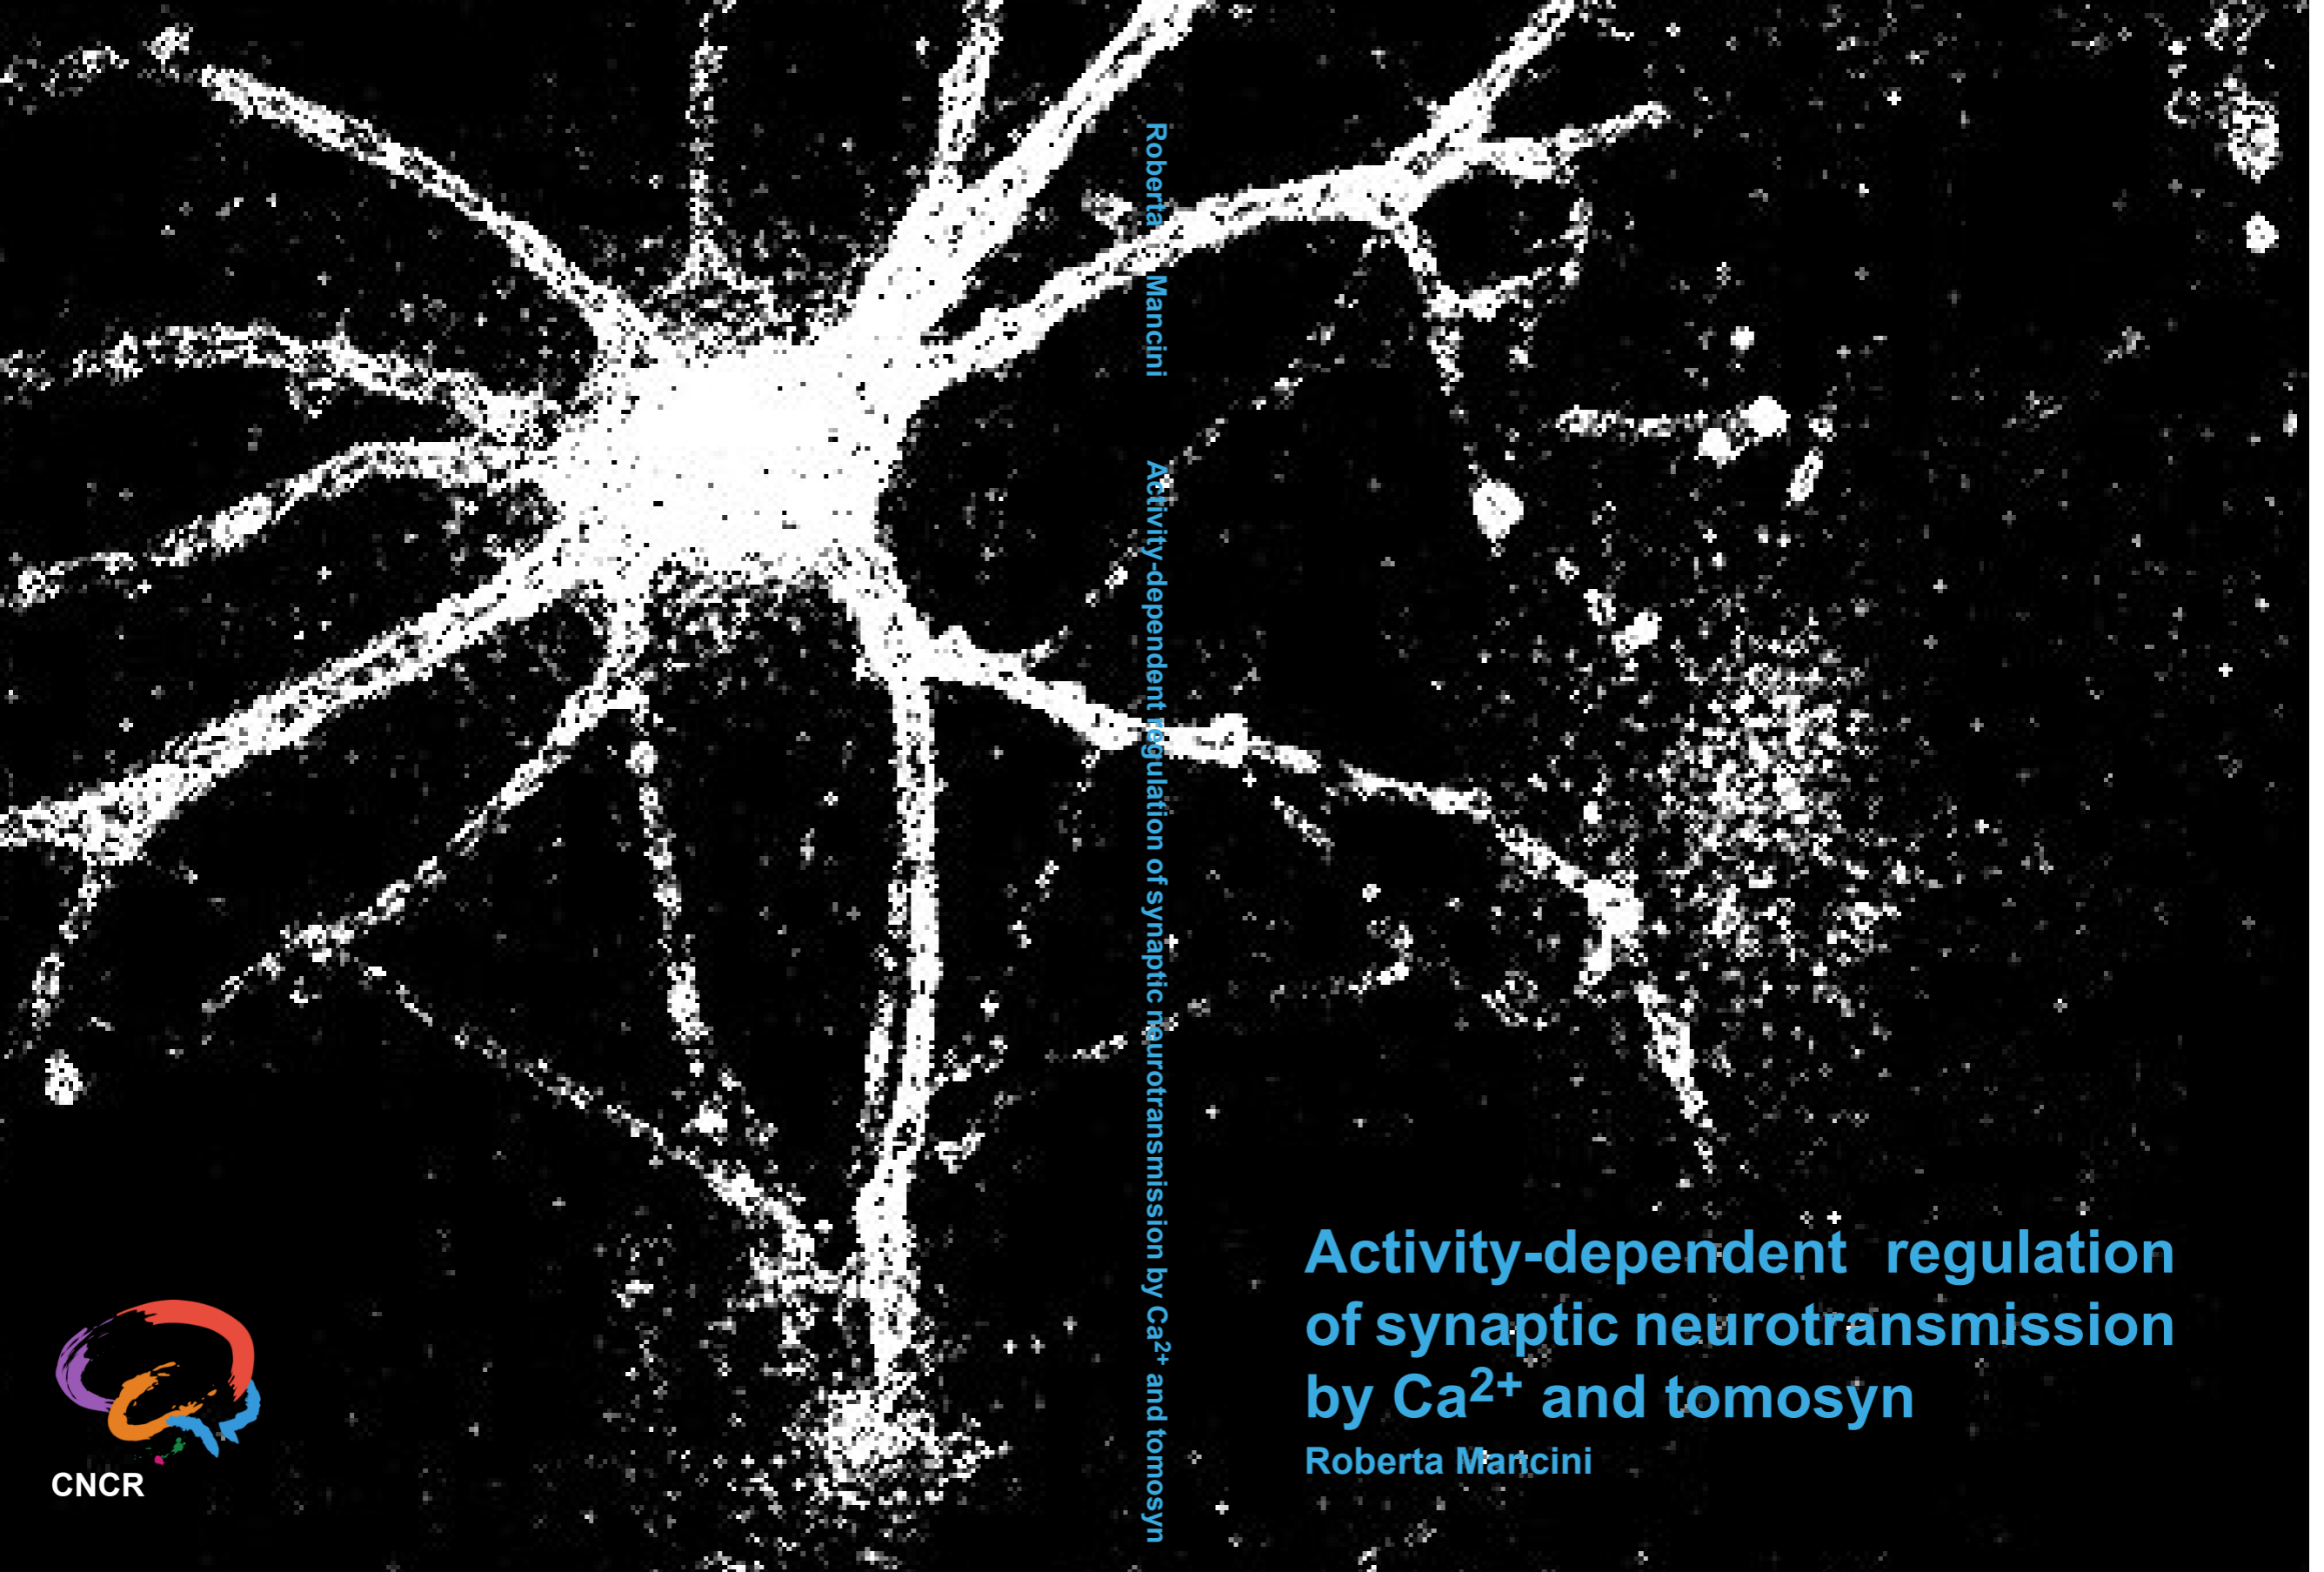 CNCR
Roberta Mancini Activity-dependent regulation of synaptic neurotransmission by Ca²⁺ and tomosyn
Activity-dependent regulation
of synaptic neurotransmission
by Ca²⁺ and tomosyn
Roberta Mancini